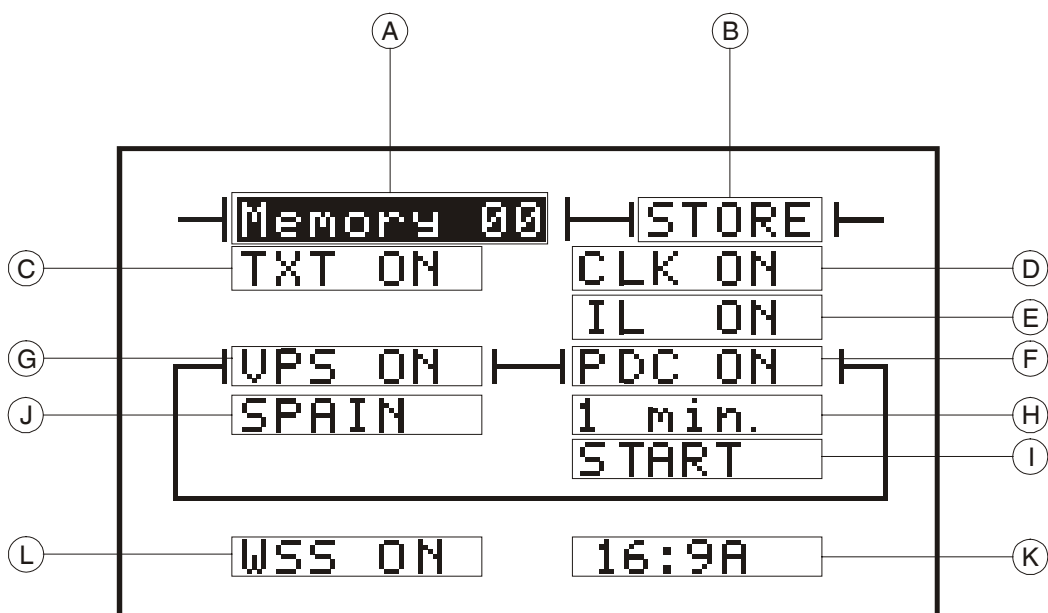 A B
Memory 00 STORE
C TXT ON CLK ON D
IL ON E
G VPS ON PDC ON F
J SPAIN 1 min. H
START I
L WSS ON 16:9A K